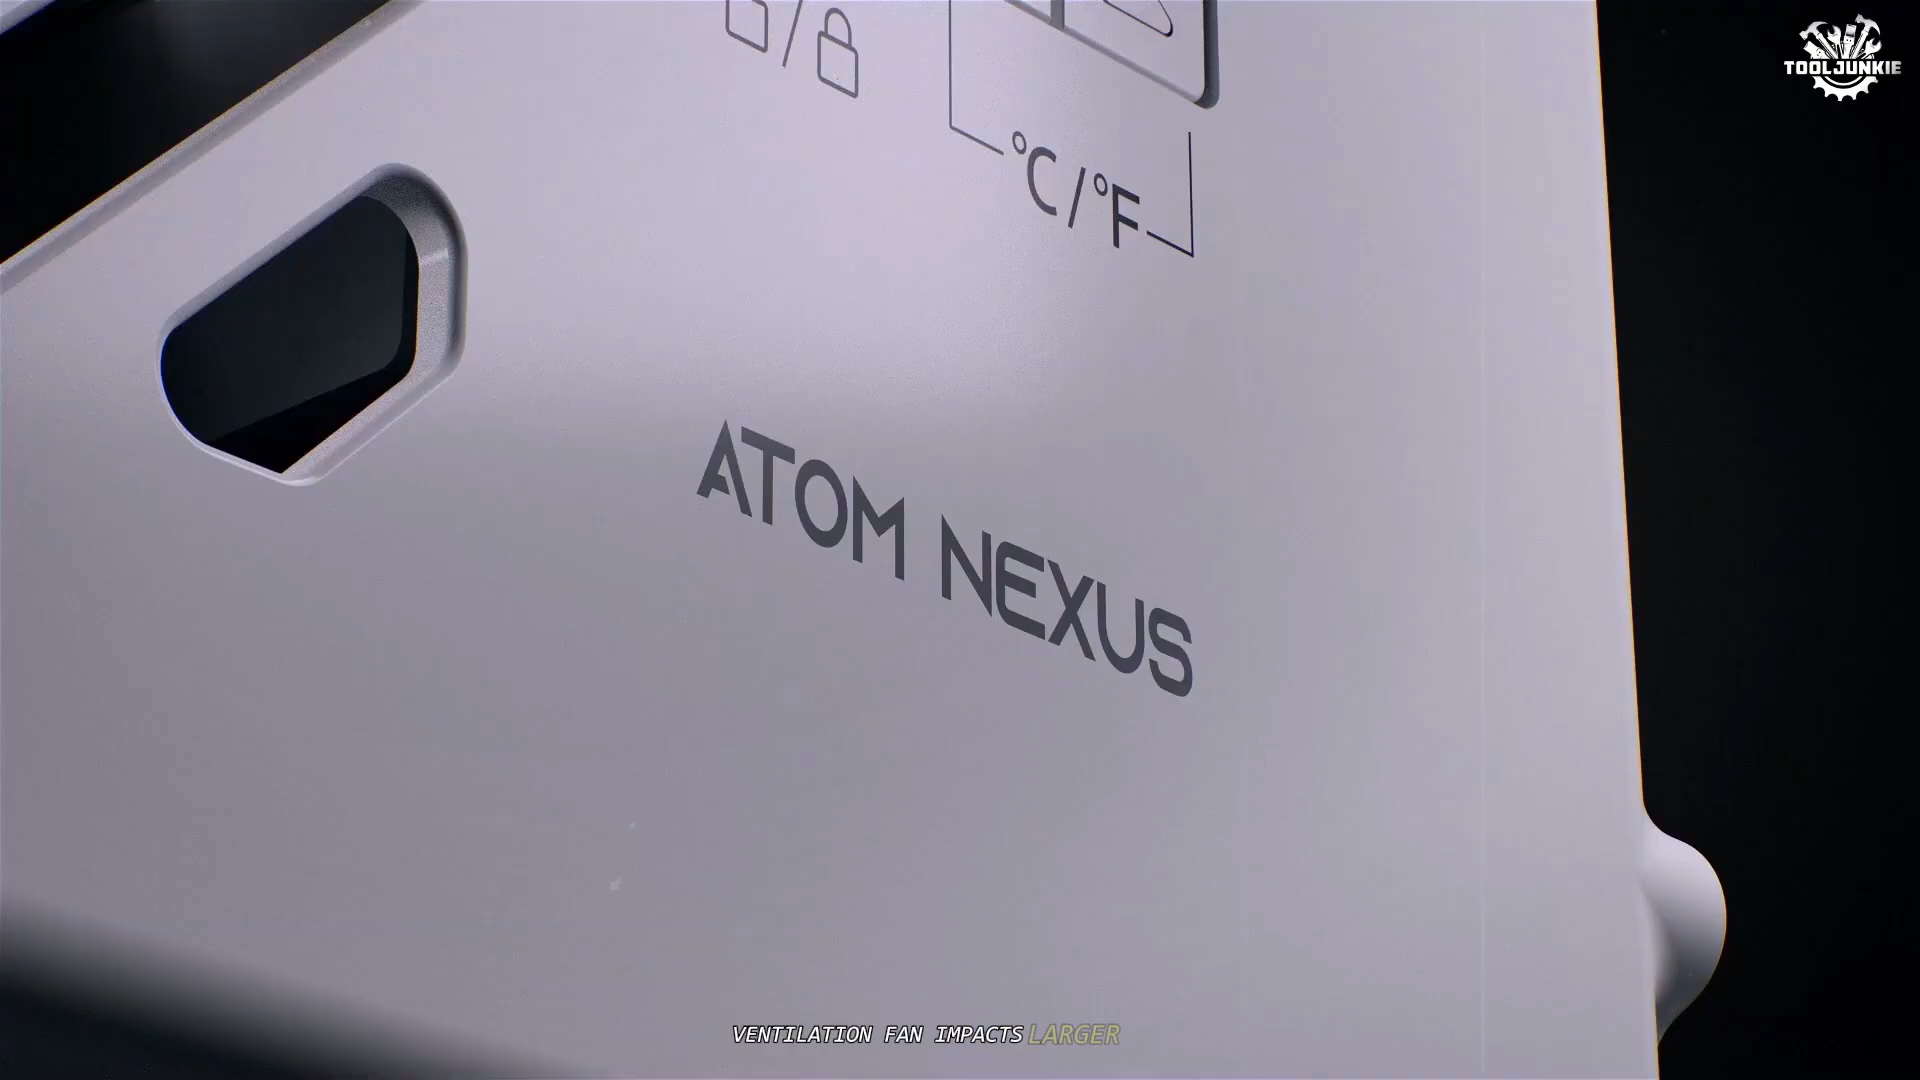 TOOLJUNKIE
/
°C/°F
ATOM NEXUS
VENTILATION FAN IMPACTS LARGER